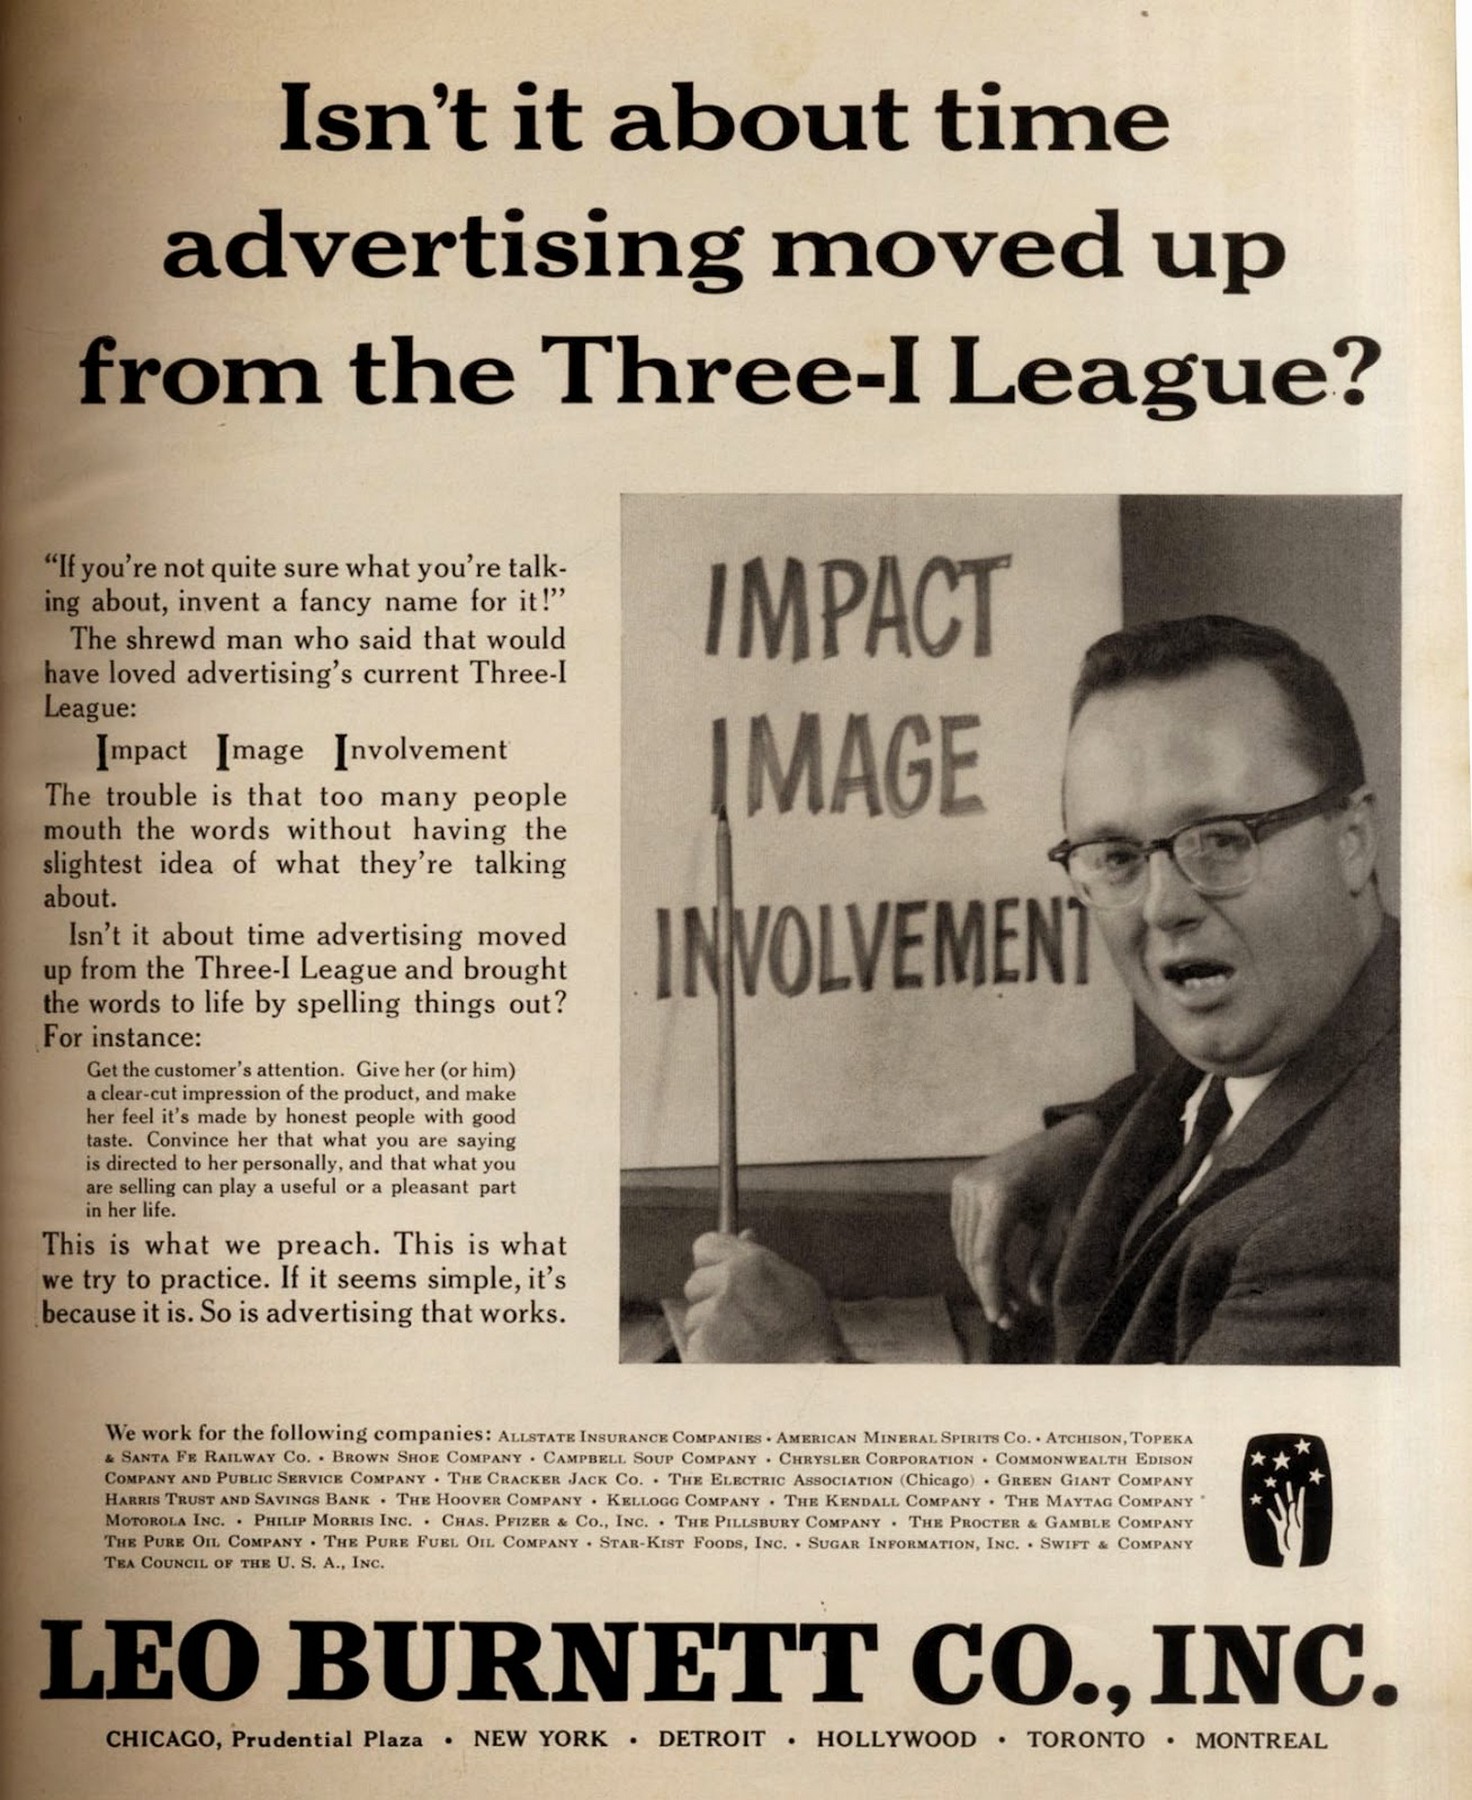 Isn't it about time
advertising moved up
from the Three-I League?
“If you're not quite sure what you're talk-
ing about, invent a fancy name for it!”
The shrewd man who said that would
have loved advertising's current Three-I
League:
Impact Image Involvement
The trouble is that too many people
mouth the words without having the
slightest idea of what they're talking
about.
Isn't it about time advertising moved
up from the Three-I League and brought
the words to life by spelling things out?
For instance:
Get the customer's attention. Give her (or him)
a clear-cut impression of the product, and make
her feel it's made by honest people with good
taste. Convince her that what you are saying
is directed to her personally, and that what you
are selling can play a useful or a pleasant part
in her life.
This is what we preach. This is what
we try to practice. If it seems simple, it's
because it is. So is advertising that works.
IMPACT
IMAGE
INVOLVEMENT
We work for the following companies: ALLSTATE INSURANCE COMPANIES • AMERICAN MINERAL SPIRITS CO. • ATCHISON, TOPEKA
& SANTA FE RAILWAY CO. • BROWN SHOE COMPANY • CAMPBELL SOUP COMPANY • CHRYSLER CORPORATION • COMMONWEALTH EDISON
COMPANY AND PUBLIC SERVICE COMPANY • THE CRACKER JACK CO. • THE ELECTRIC ASSOCIATION (Chicago) • GREEN GIANT COMPANY
HARRIS TRUST AND SAVINGS BANK • THE HOOVER COMPANY • KELLOGG COMPANY • THE KENDALL COMPANY • THE MAYTAG COMPANY
MOTOROLA INC. • PHILIP MORRIS INC. • CHAS. PFIZER & CO., INC. • THE PILLSBURY COMPANY • THE PROCTER & GAMBLE COMPANY
THE PURE OIL COMPANY • THE PURE FUEL OIL COMPANY • STAR-KIST FOODS, INC. • SUGAR INFORMATION, INC. • SWIFT & COMPANY
TEA COUNCIL OF THE U. S. A., INC.
LEO BURNETT CO., INC.
CHICAGO, Prudential Plaza • NEW YORK • DETROIT • HOLLYWOOD • TORONTO • MONTREAL